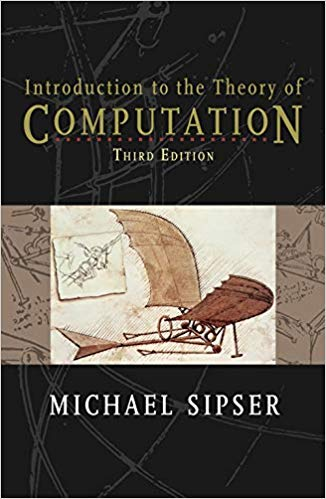 Introduction to the Theory of
COMPUTATION
THIRD EDITION
MICHAEL SIPSER